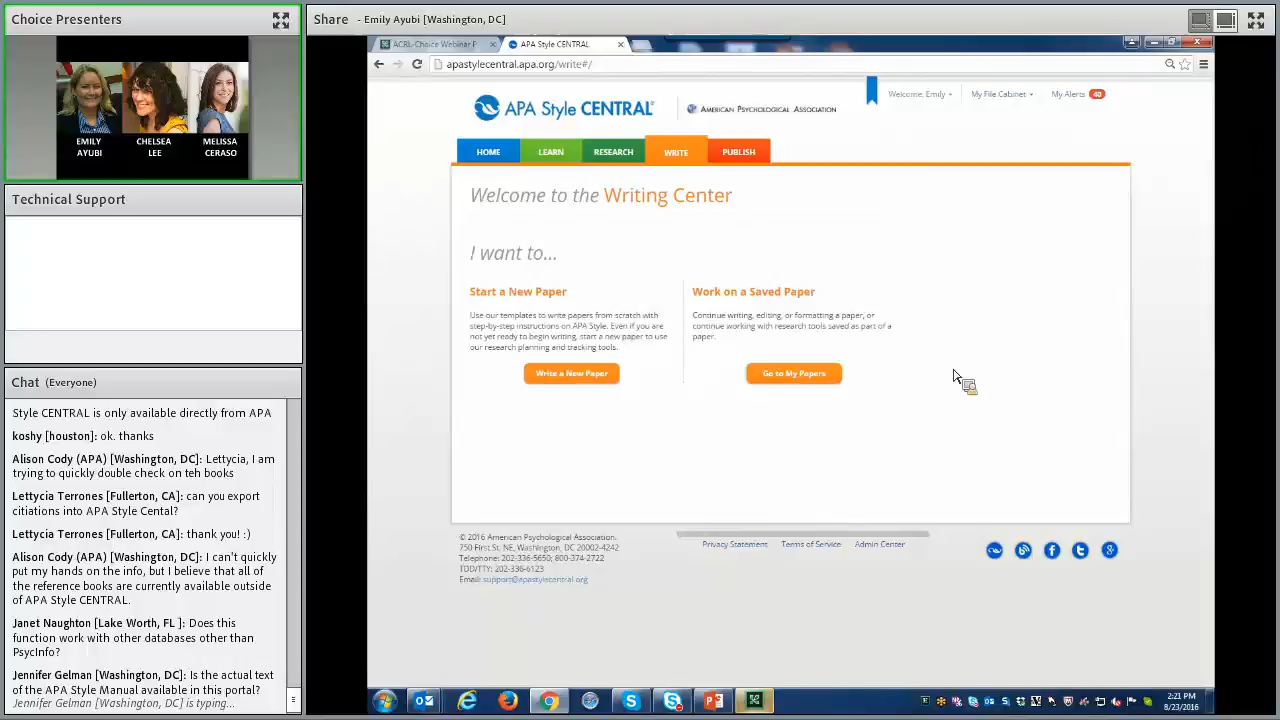 Choice Presenters
EMILY AYUBI
CHELSEA LEE
MELISSA CERASO
Technical Support
Chat (Everyone)
Style CENTRAL is only available directly from APA
koshy [houston]: ok. thanks
Alison Cody (APA) [Washington, DC]: Lettycia, I am
trying to quickly double check on teh books
Lettycia Terrones [Fullerton, CA]: can you export
citiations into APA Style Cental?
Lettycia Terrones [Fullerton, CA]: thank you! :)
Alison Cody (APA) [Washington, DC]: I can't quickly
put my hands on the info, but I believe that all of
the reference books are currently available outside
of APA Style CENTRAL.
Janet Naughton [Lake Worth, FL ]: Does this
function work with other databases other than
PsycInfo?
Jennifer Gelman [Washington, DC]: Is the actual text
of the APA Style Manual available in this portal?
Jennifer Gelman [Washington, DC] is typing...
Share - Emily Ayubi [Washington, DC]
ACRL-Choice Webinar P
APA Style CENTRAL
apastylecentral.apa.org/write#/
APA Style CENTRAL®
AMERICAN PSYCHOLOGICAL ASSOCIATION
Welcome, Emily
My File Cabinet
My Alerts 40
HOME
LEARN
RESEARCH
WRITE
PUBLISH
Welcome to the Writing Center
I want to...
Start a New Paper
Use our templates to write papers from scratch with
step-by-step instructions on APA Style. Even if you are
not yet ready to begin writing, start a new paper to use
our research planning and tracking tools.
Write a New Paper
Work on a Saved Paper
Continue writing, editing, or formatting a paper, or
continue working with research tools saved as part of a
paper.
Go to My Papers
© 2016 American Psychological Association.
750 First St. NE, Washington, DC 20002-4242
Telephone: 202-336-5650; 800-374-2722
TDD/TTY: 202-336-6123
Email: support@apastylecentral.org
Privacy Statement
Terms of Service
Admin Center
2:21 PM
8/23/2016